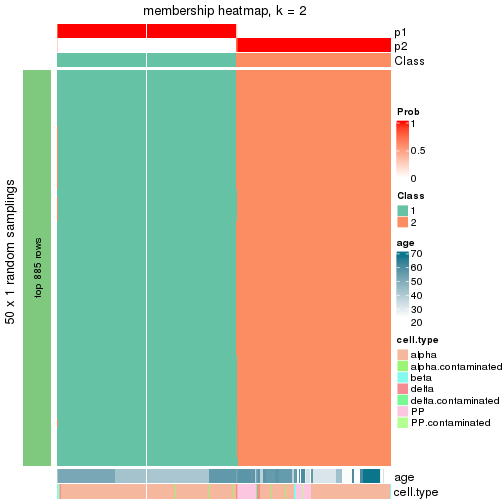 membership heatmap, k = 2
p1
p2
Class
50 x 1 random samplings
top 885 rows
Prob
1
0.5
0
Class
1
2
age
70
60
50
40
30
20
cell.type
alpha
alpha.contaminated
beta
delta
delta.contaminated
PP
PP.contaminated
age
cell.type